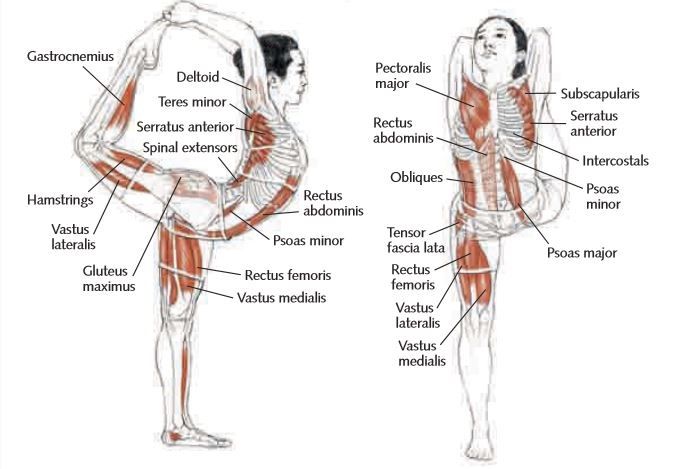 Gastrocnemius
Deltoid
Teres minor
Serratus anterior
Spinal extensors
Hamstrings
Vastus
lateralis
Gluteus
maximus
Rectus
abdominis
Psoas minor
Rectus femoris
Vastus medialis
Pectoralis
major
Rectus
abdominis
Obliques
Tensor
fascia lata
Rectus
femoris
Vastus
lateralis
Vastus
medialis
Subscapularis
Serratus
anterior
Intercostals
Psoas
minor
Psoas major